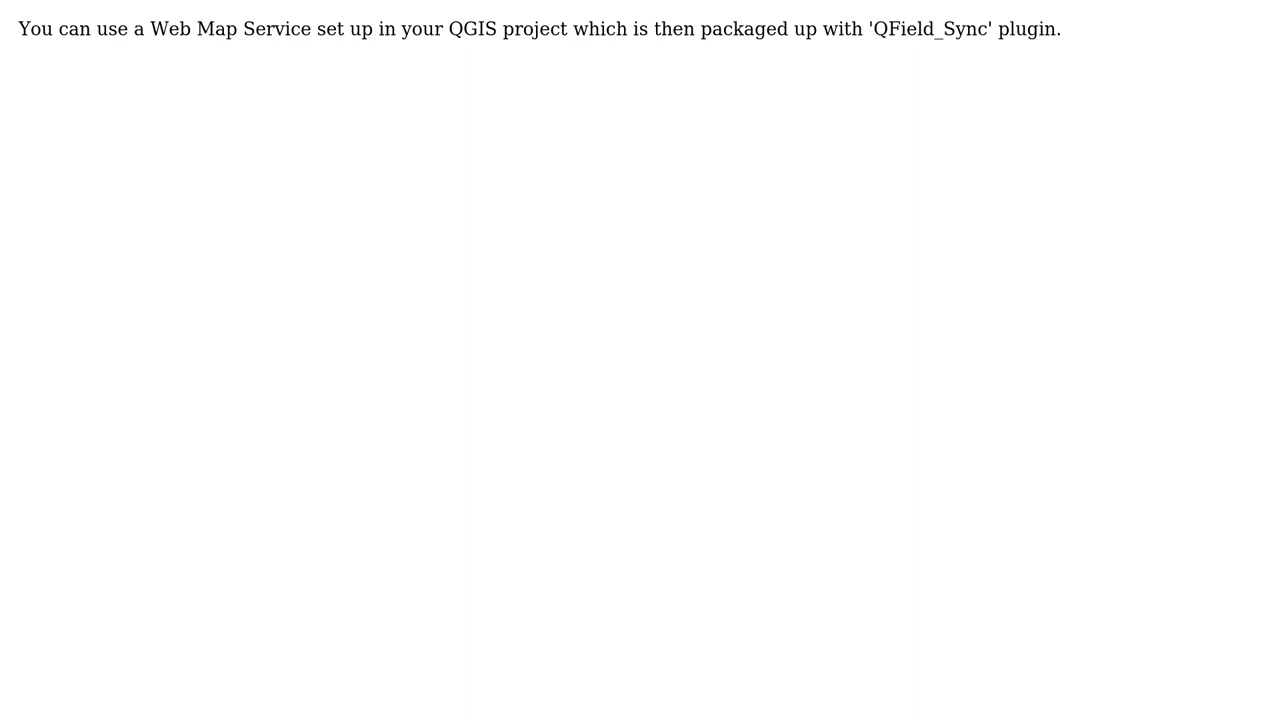 You can use a Web Map Service set up in your QGIS project which is then packaged up with 'QField_Sync' plugin.